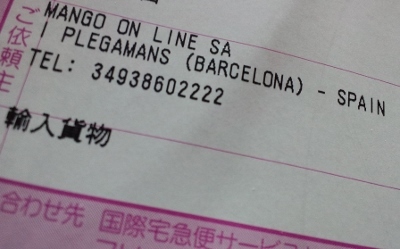 ご依頼主
MANGO ON LINE SA
I PLEGAMANS (BARCELONA) - SPAIN
TEL: 34938602222
輸入貨物
合わせ先
国際宅急便サービス